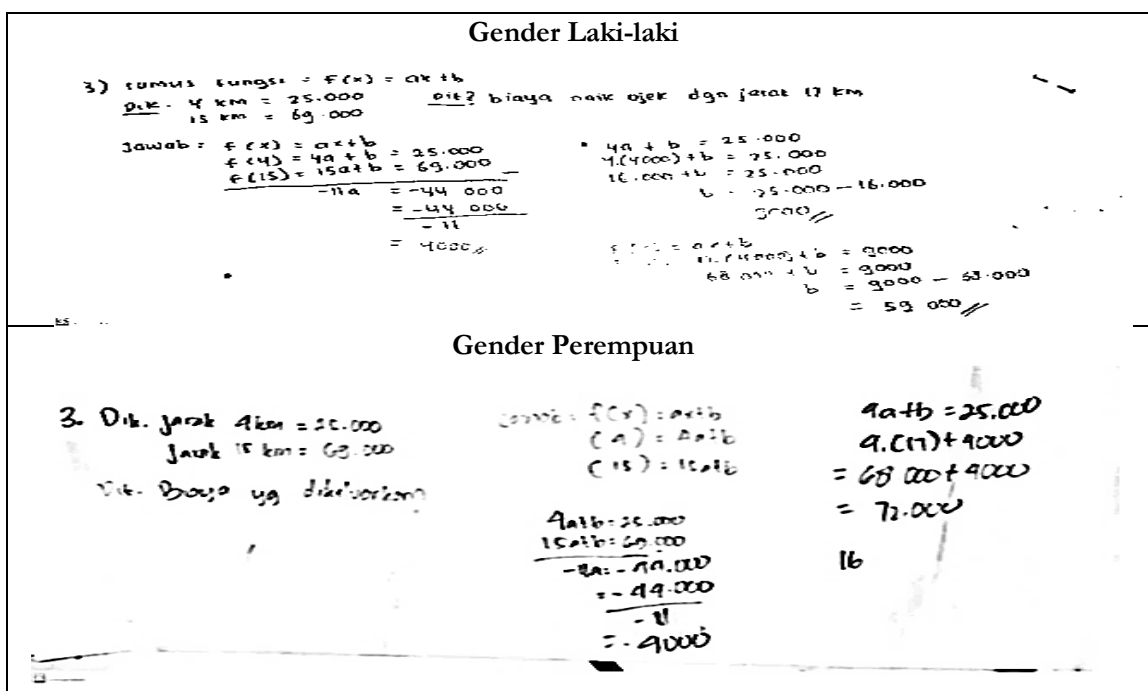 Gender Laki-laki
3) rumus fungsi = f(x) = ax+b
Dik. 4 km = 25.000
15 km = 69.000
Dit? biaya naik ojek dgn jarak 17 km
Jawab = f(x) = ax+b
f(4) = 4a + b = 25.000
f(15) = 15a+b = 69.000
-11a = -44 000
= -44 000
-11
= 4000//
• 4a + b = 25.000
4.(4000)+b = 25.000
16.000 +b = 25.000
b = 25.000 - 16.000
= ax+b
17.(4000)+b = 9000
68 000 + b = 9000
b = 9000 - 
= 59 000//
Gender Perempuan
3. Dik. Jarak 4km = 25.000
Jarak 15 km = 69.000
Dit. Biaya yg dikeluarkan?
f(x) = ax+b
(4) = 4a+b
(15) = 15a+b
4a+b = 25.000
15a+b = 69.000
-11a = -44.000
= -44.000
-11
= -4000
4a+b = 25.000
4.(17)+4000
= 68 000 + 4000
= 72.000
16